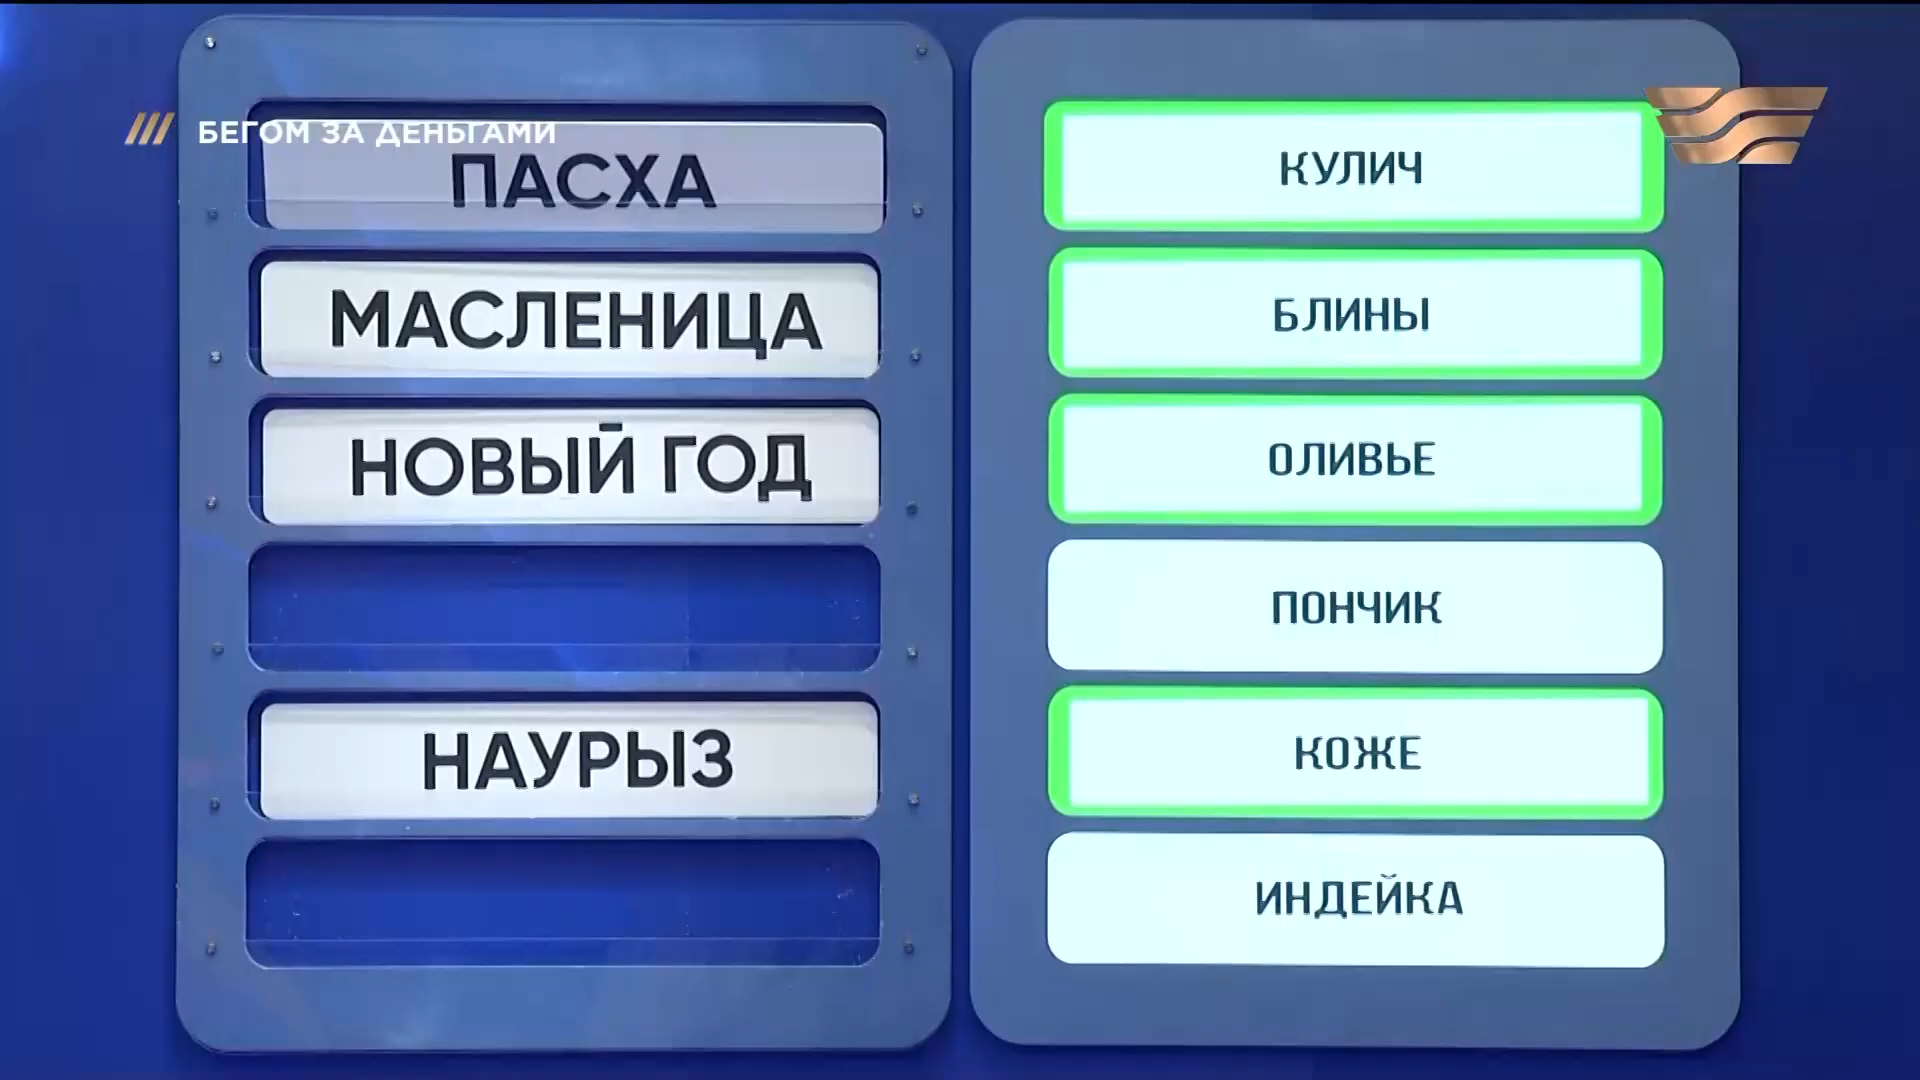 БЕГОМ ЗА ДЕНЬГАМИ
ПАСХА
КУЛИЧ
МАСЛЕНИЦА
БЛИНЫ
НОВЫЙ ГОД
ОЛИВЬЕ
ПОНЧИК
НАУРЫЗ
КОЖЕ
ИНДЕЙКА